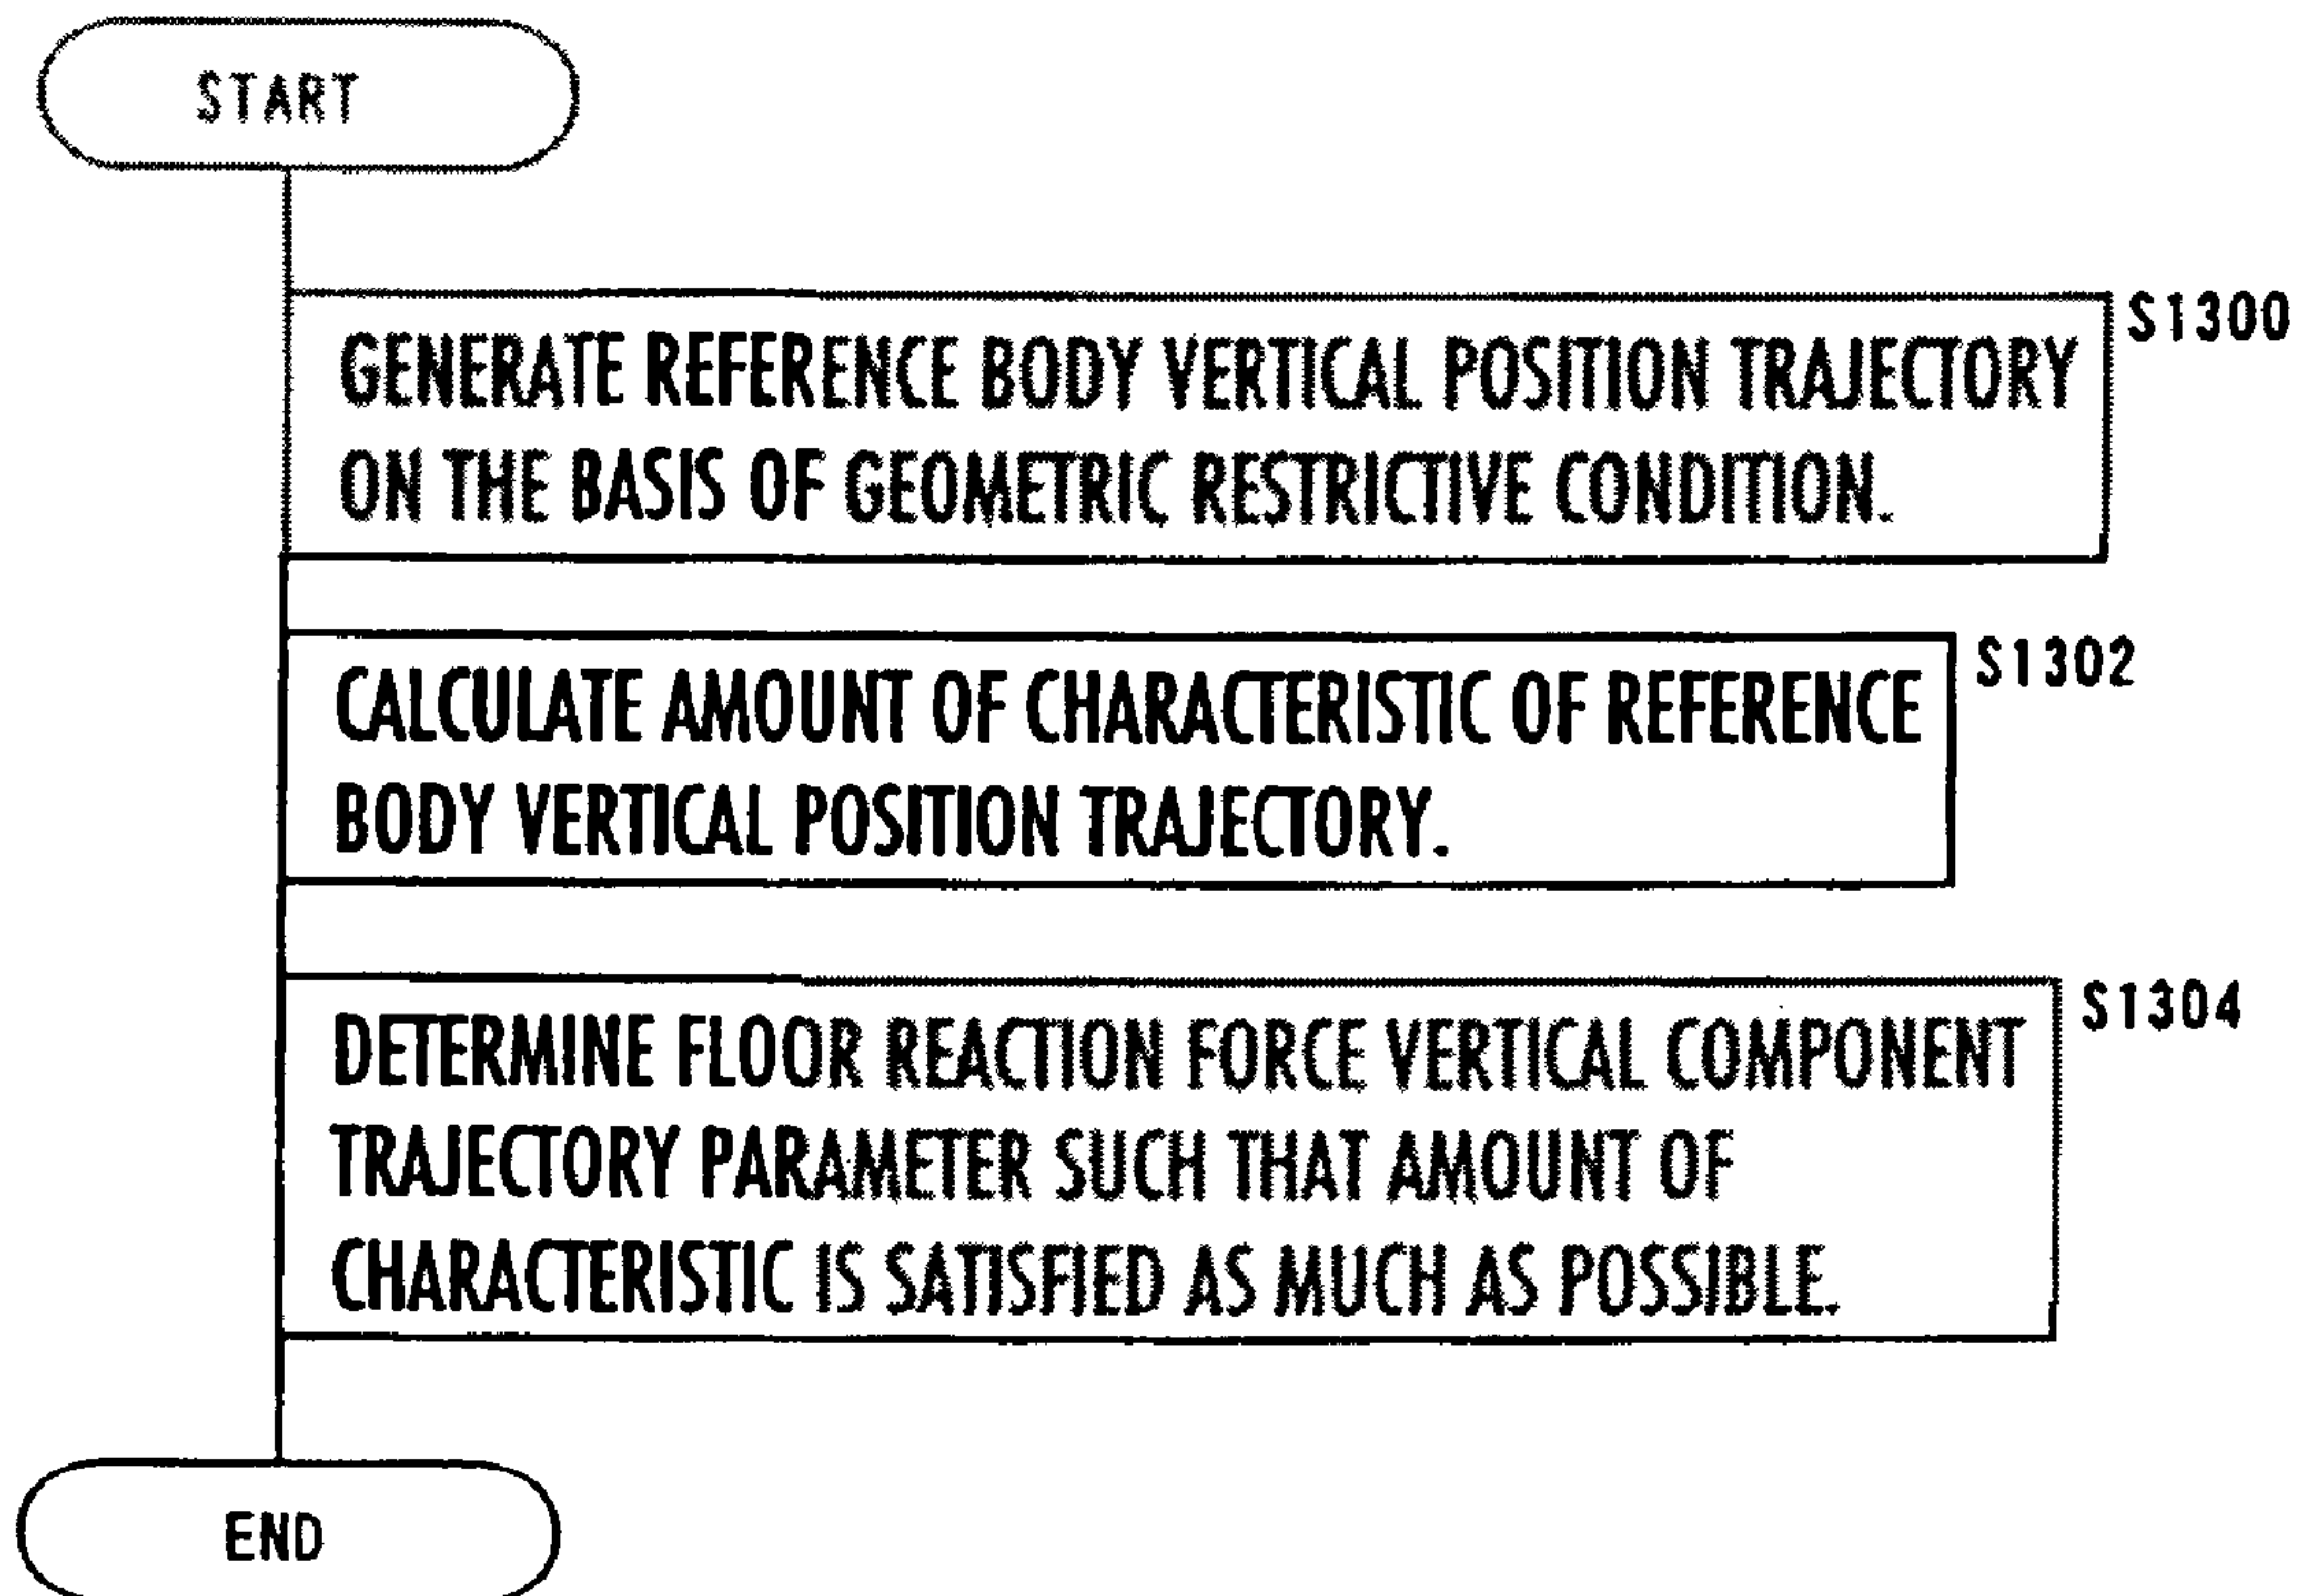 START
S1300
GENERATE REFERENCE BODY VERTICAL POSITION TRAJECTORY
ON THE BASIS OF GEOMETRIC RESTRICTIVE CONDITION.
S1302
CALCULATE AMOUNT OF CHARACTERISTIC OF REFERENCE
BODY VERTICAL POSITION TRAJECTORY.
S1304
DETERMINE FLOOR REACTION FORCE VERTICAL COMPONENT
TRAJECTORY PARAMETER SUCH THAT AMOUNT OF
CHARACTERISTIC IS SATISFIED AS MUCH AS POSSIBLE.
END